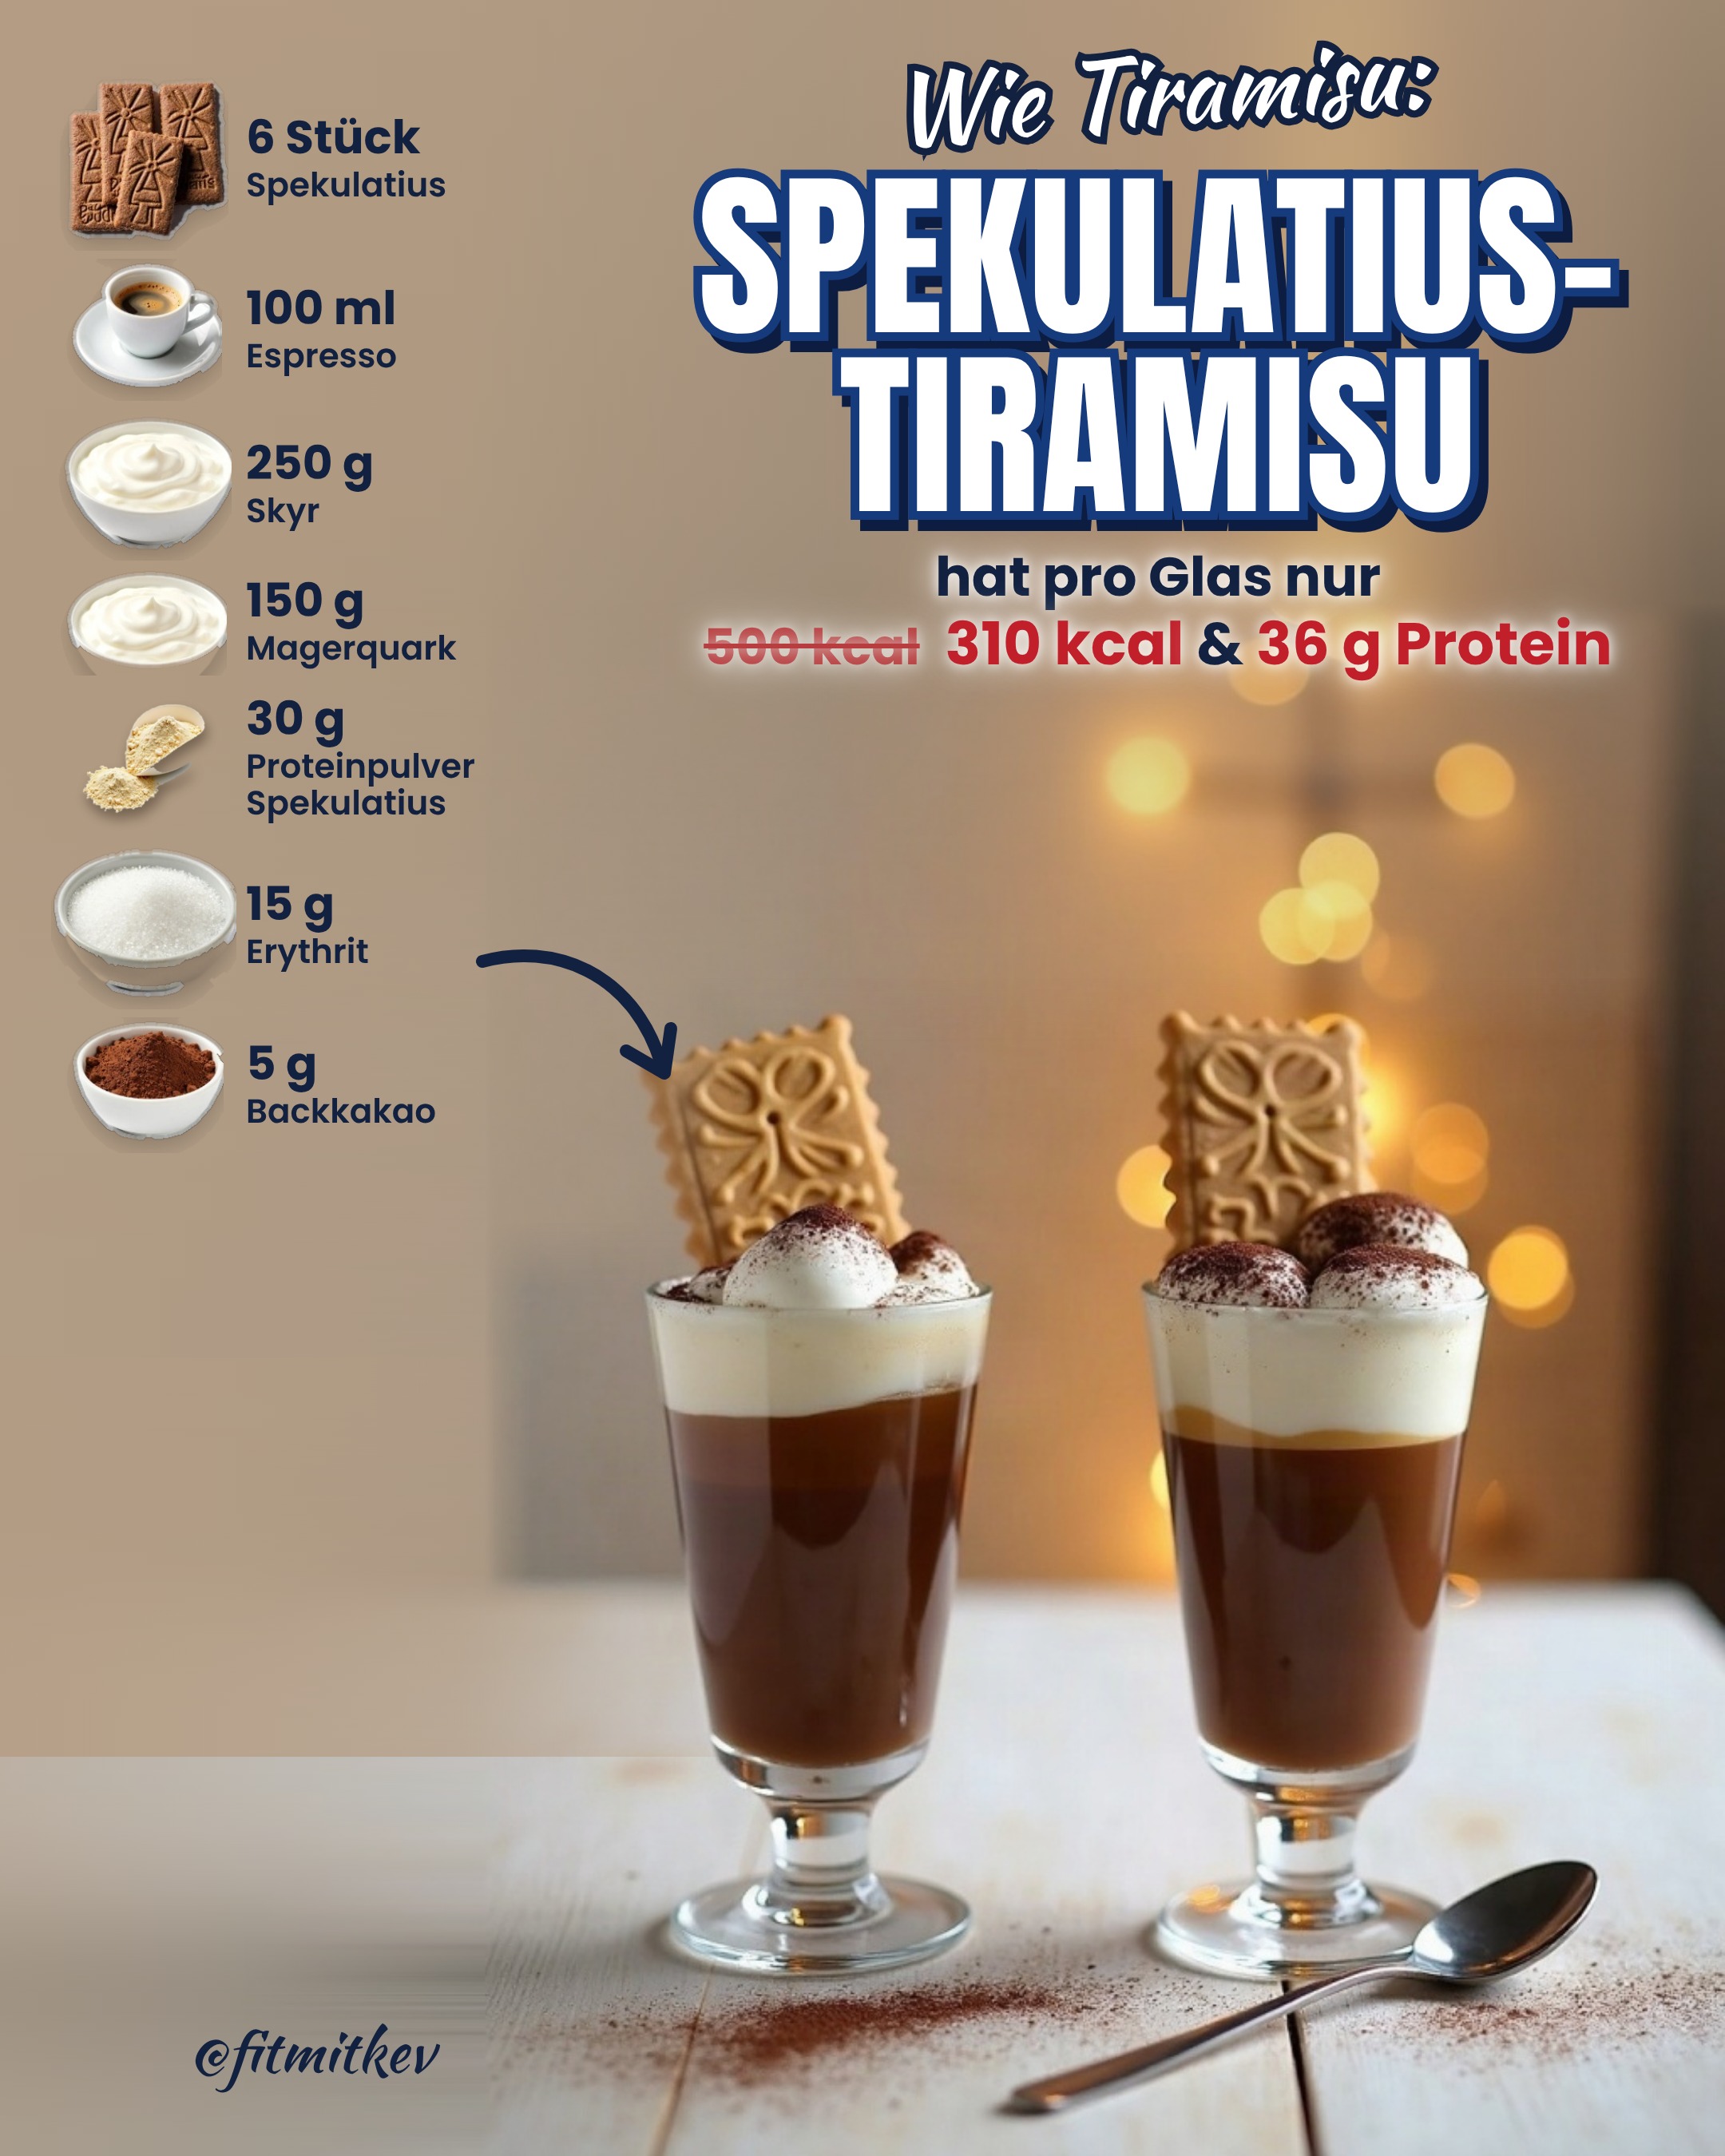 Wie Tiramisu:
SPEKULATIUS-
TIRAMISU
hat pro Glas nur
500 kcal 310 kcal & 36 g Protein
6 Stück
Spekulatius
100 ml
Espresso
250 g
Skyr
150 g
Magerquark
30 g
Proteinpulver
Spekulatius
15 g
Erythrit
5 g
Backkakao
@fitmitkev